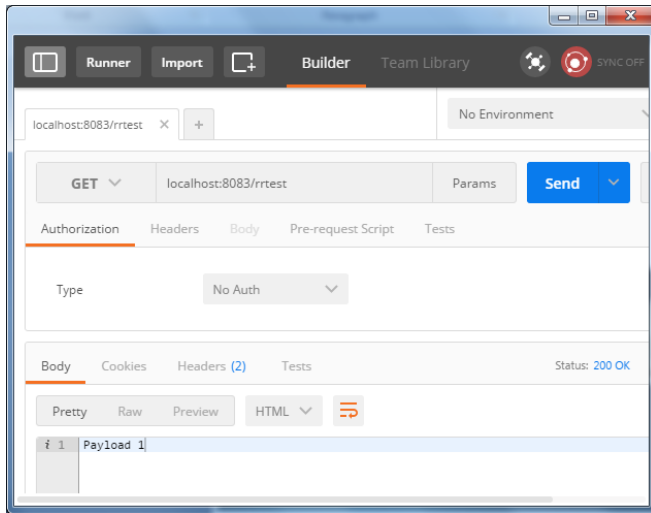 Runner Import Builder Team Library SYNC OFF
localhost:8083/rrtest No Environment
GET localhost:8083/rrtest Params Send
Authorization Headers Body Pre-request Script Tests
Type No Auth
Body Cookies Headers (2) Tests Status: 200 OK
Pretty Raw Preview HTML
i 1 Payload 1